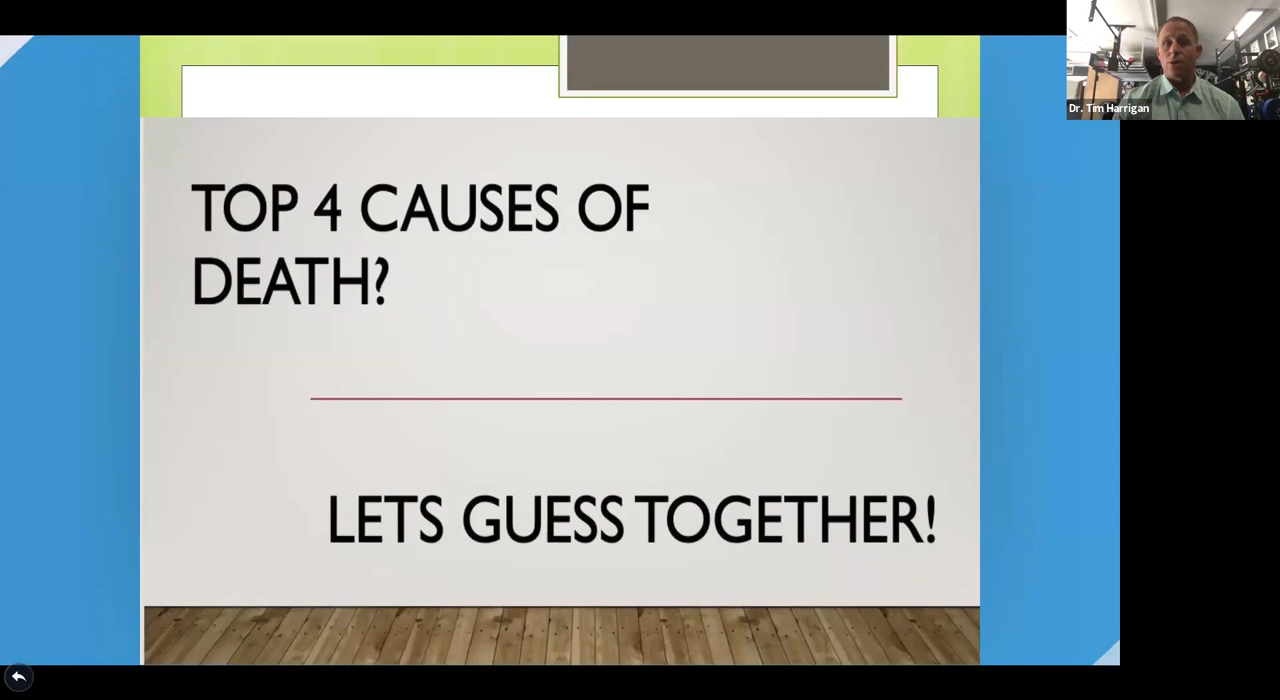 Dr. Tim Harrigan
TOP 4 CAUSES OF
DEATH?
LETS GUESS TOGETHER!